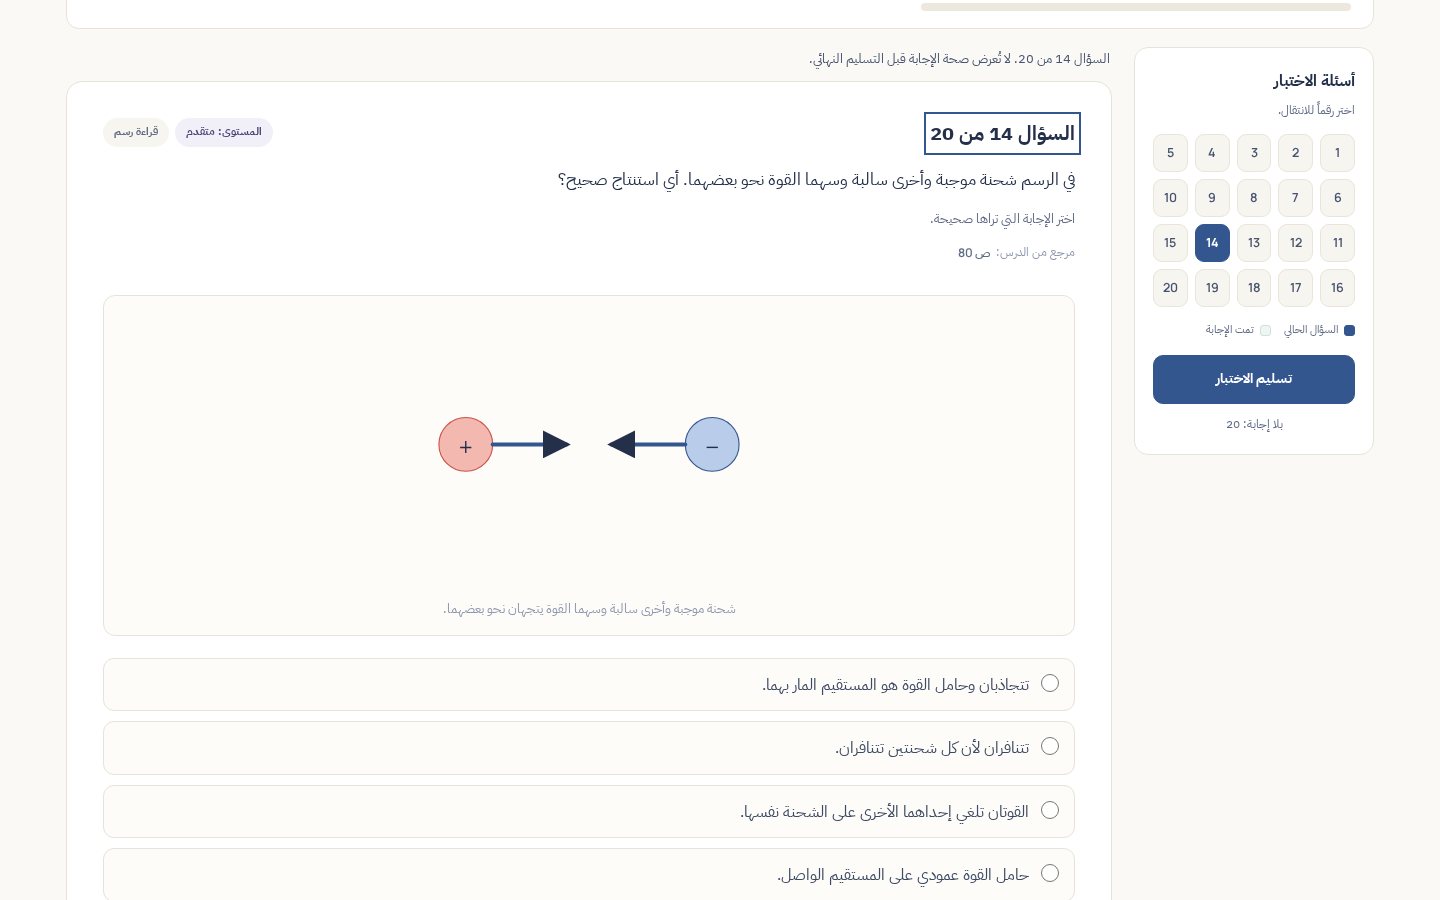 أسئلة الاختبار
اختر رقماً للانتقال.
1 2 3 4 5
6 7 8 9 10
11 12 13 14 15
16 17 18 19 20
السؤال الحالي تمت الإجابة
تسليم الاختبار
بلا إجابة: 20
السؤال 14 من 20. لا تُعرض صحة الإجابة قبل التسليم النهائي.
السؤال 14 من 20
المستوى: متقدم قراءة رسم
في الرسم شحنة موجبة وأخرى سالبة وسهما القوة نحو بعضهما. أي استنتاج صحيح؟
اختر الإجابة التي تراها صحيحة.
مرجع من الدرس: ص 80
+ −
شحنة موجبة وأخرى سالبة وسهما القوة يتجهان نحو بعضهما.
تتجاذبان وحامل القوة هو المستقيم المار بهما.
تتنافران لأن كل شحنتين تتنافران.
القوتان تلغي إحداهما الأخرى على الشحنة نفسها.
حامل القوة عمودي على المستقيم الواصل.